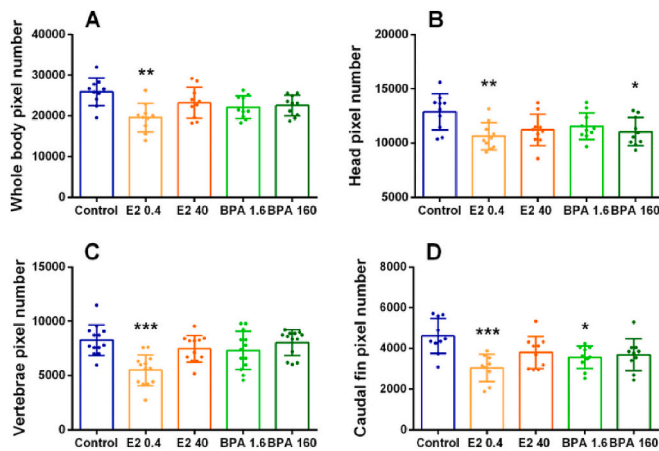 A
Whole body pixel number
40000
30000
20000
10000
0
**
Control E2 0.4 E2 40 BPA 1.6 BPA 160
B
Head pixel number
20000
15000
10000
5000
** *
Control E2 0.4 E2 40 BPA 1.6 BPA 160
C
Vertebrae pixel number
15000
10000
5000
0
***
Control E2 0.4 E2 40 BPA 1.6 BPA 160
D
Caudal fin pixel number
8000
6000
4000
2000
0
*** *
Control E2 0.4 E2 40 BPA 1.6 BPA 160